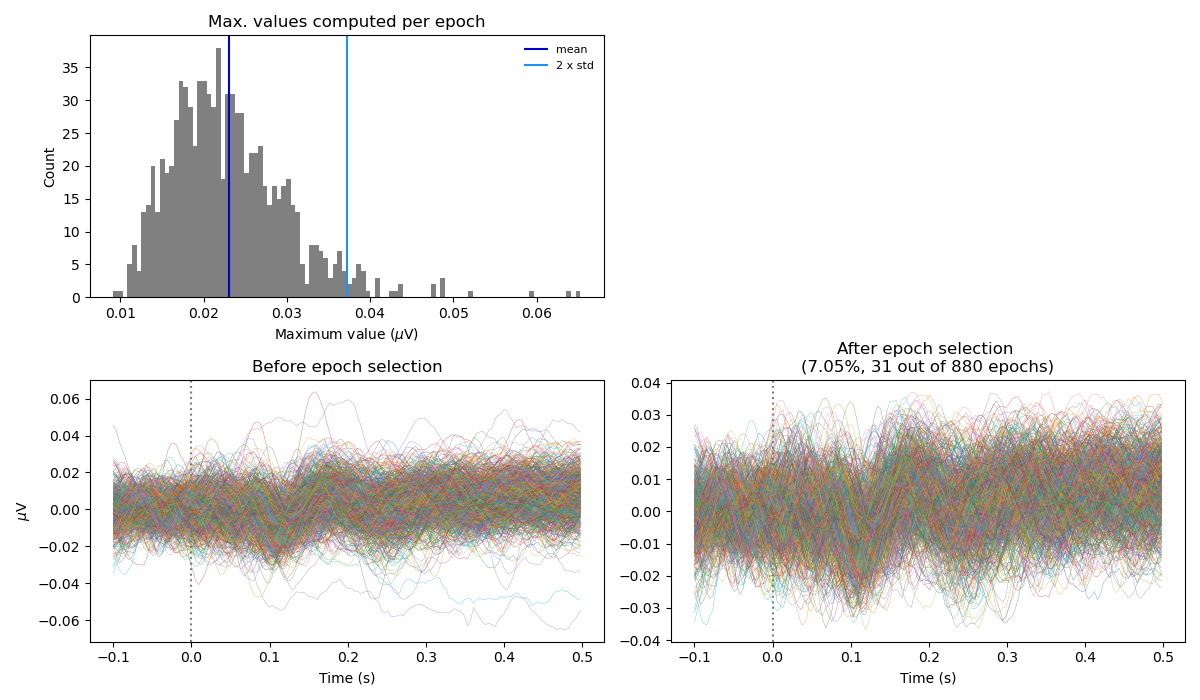 Max. values computed per epoch
mean
2 x std
35
30
25
20
15
10
5
0
Count
0.01 0.02 0.03 0.04 0.05 0.06
Maximum value (μV)
Before epoch selection
0.06
0.04
0.02
0.00
−0.02
−0.04
−0.06
μV
−0.1 0.0 0.1 0.2 0.3 0.4 0.5
Time (s)
After epoch selection
(7.05%, 31 out of 880 epochs)
0.04
0.03
0.02
0.01
0.00
−0.01
−0.02
−0.03
−0.04
−0.1 0.0 0.1 0.2 0.3 0.4 0.5
Time (s)